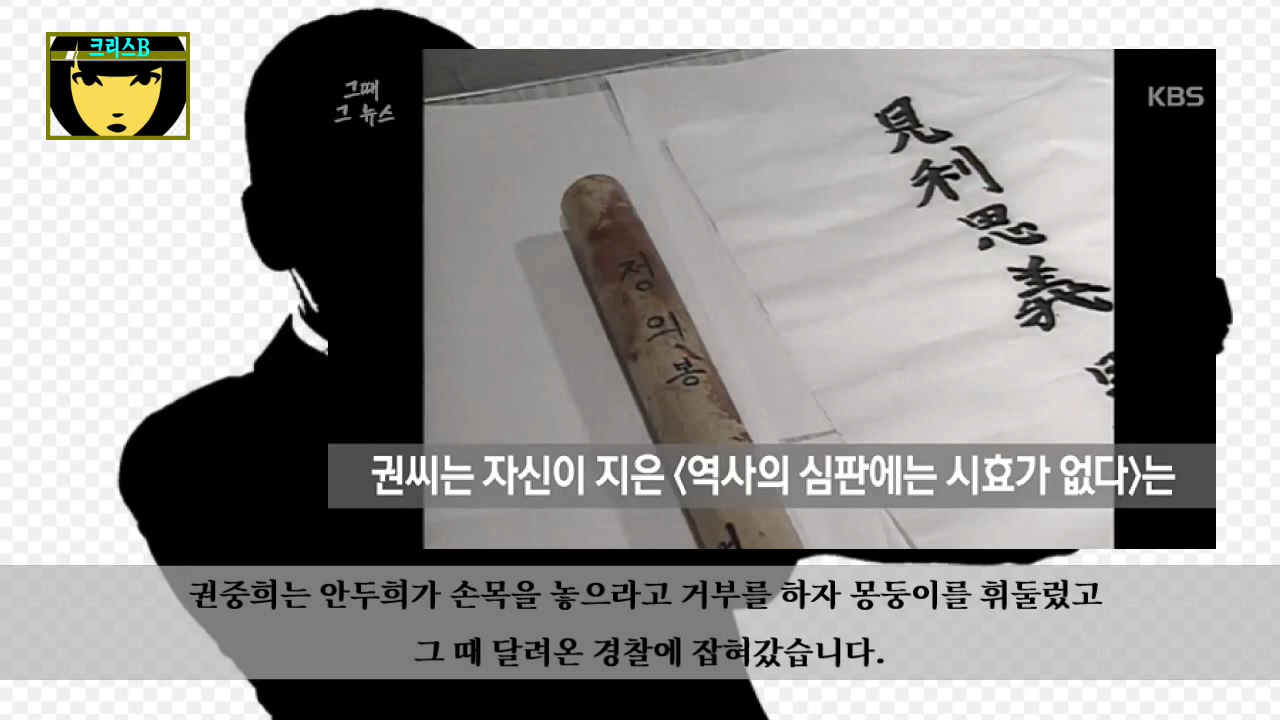 크리스B
그때
그 뉴스
KBS
見利思義
정의봉
권씨는 자신이 지은 <역사의 심판에는 시효가 없다>는
권중희는 안두희가 손목을 놓으라고 거부를 하자 몽둥이를 휘둘렀고
그 때 달려온 경찰에 잡혀갔습니다.